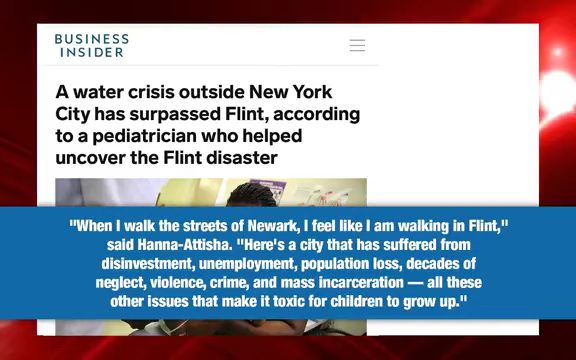 BUSINESS
INSIDER
A water crisis outside New York
City has surpassed Flint, according
to a pediatrician who helped
uncover the Flint disaster
"When I walk the streets of Newark, I feel like I am walking in Flint,"
said Hanna-Attisha. "Here's a city that has suffered from
disinvestment, unemployment, population loss, decades of
neglect, violence, crime, and mass incarceration — all these
other issues that make it toxic for children to grow up."